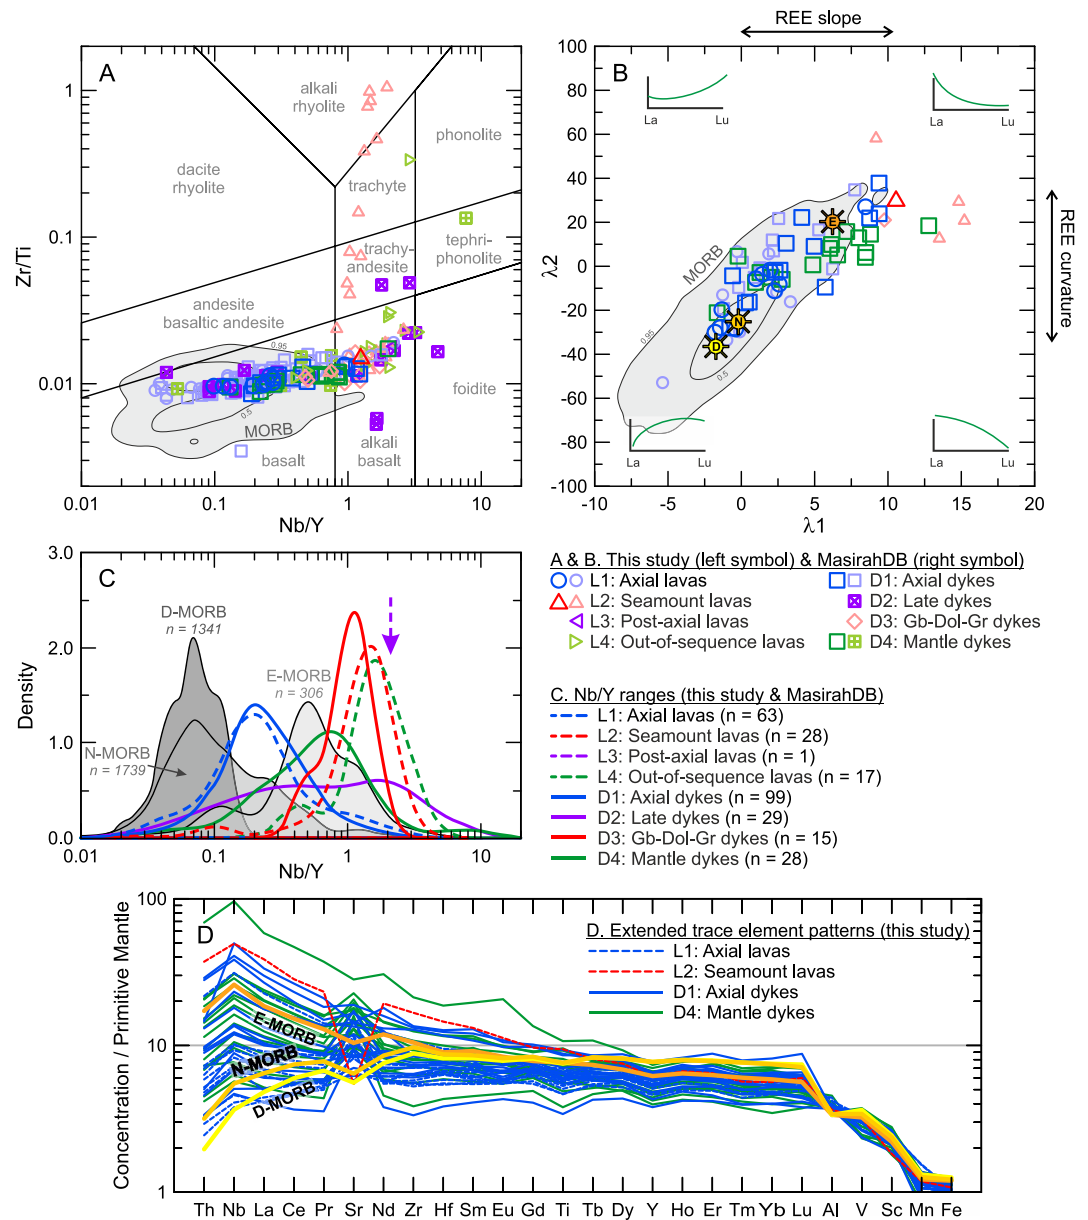 REE slope
A
Zr/Ti
1
0.1
0.01
alkali
rhyolite
phonolite
dacite
rhyolite
trachyte
trachy-
andesite
tephri-
phonolite
andesite
basaltic andesite
0.95
0.5
MORB
basalt
alkali
basalt
foidite
0.01
0.1
1
10
Nb/Y
B
λ2
100
80
60
40
20
0
-20
-40
-60
-80
-100
La
Lu
La
Lu
MORB
0.95
E
N
D
0.5
La
Lu
La
Lu
-10
-5
0
5
10
15
20
λ1
REE curvature
C
Density
3.0
2.0
1.0
0.0
D-MORB
n = 1341
E-MORB
n = 306
N-MORB
n = 1739
0.01
0.1
1
10
Nb/Y
A & B. This study (left symbol) & MasirahDB (right symbol)
L1: Axial lavas
L2: Seamount lavas
L3: Post-axial lavas
L4: Out-of-sequence lavas
D1: Axial dykes
D2: Late dykes
D3: Gb-Dol-Gr dykes
D4: Mantle dykes
C. Nb/Y ranges (this study & MasirahDB)
L1: Axial lavas (n = 63)
L2: Seamount lavas (n = 28)
L3: Post-axial lavas (n = 1)
L4: Out-of-sequence lavas (n = 17)
D1: Axial dykes (n = 99)
D2: Late dykes (n = 29)
D3: Gb-Dol-Gr dykes (n = 15)
D4: Mantle dykes (n = 28)
D
Concentration / Primitive Mantle
100
10
1
D. Extended trace element patterns (this study)
L1: Axial lavas
L2: Seamount lavas
D1: Axial dykes
D4: Mantle dykes
E-MORB
N-MORB
D-MORB
Th Nb La Ce Pr Sr Nd Zr Hf Sm Eu Gd Ti Tb Dy Y Ho Er Tm Yb Lu Al V Sc Mn Fe